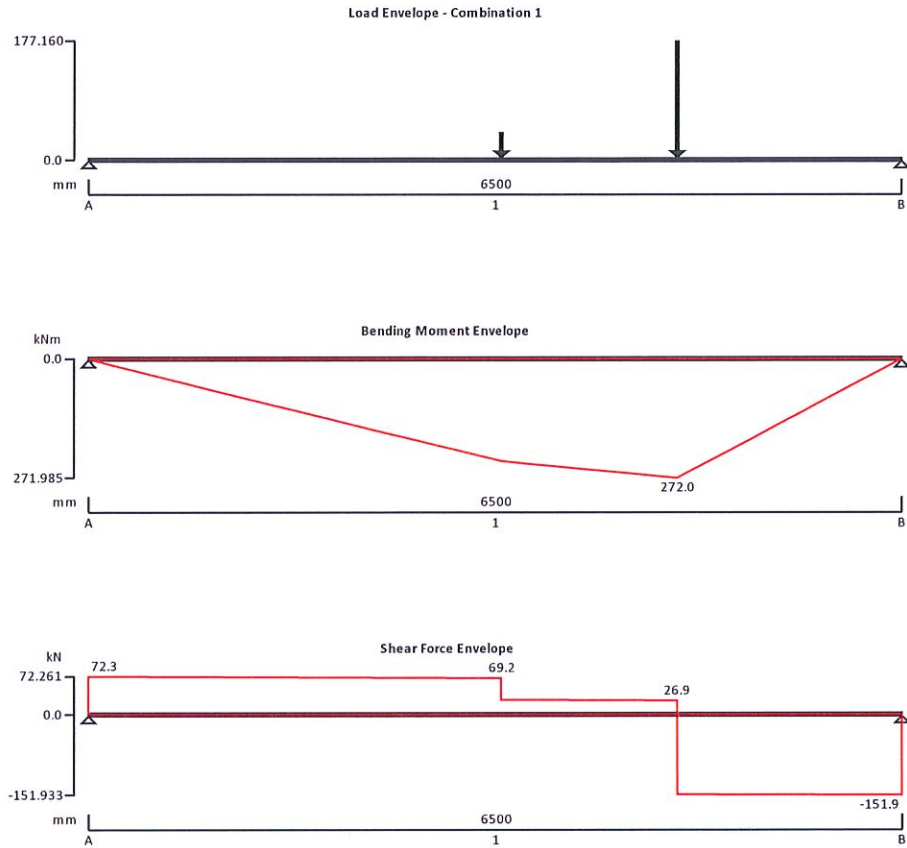 Load Envelope - Combination 1
177.160
0.0
mm
6500
A
1
B
Bending Moment Envelope
kNm
0.0
271.985
272.0
mm
6500
A
1
B
Shear Force Envelope
kN
72.261
72.3
69.2
26.9
0.0
-151.933
-151.9
mm
6500
A
1
B